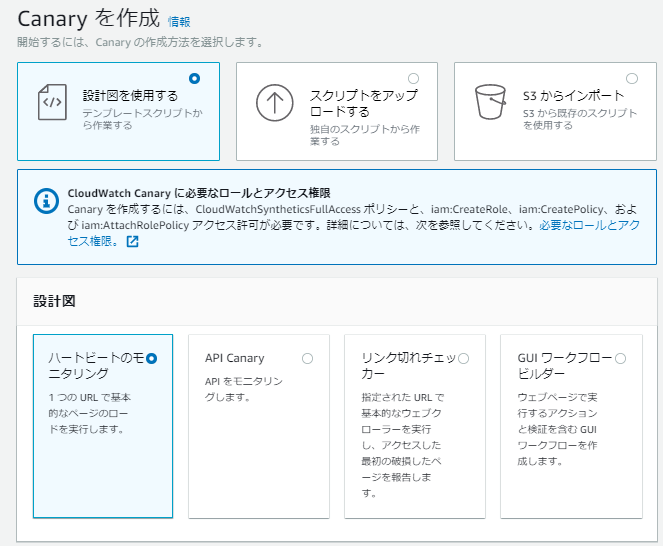 Canary を作成 情報
開始するには、Canary の作成方法を選択します。
設計図を使用する
テンプレートスクリプトか
ら作業する
スクリプトをアップ
ロードする
独自のスクリプトから作
業する
S3 からインポート
S3 から既存のスクリプト
を使用する
CloudWatch Canary に必要なロールとアクセス権限
Canary を作成するには、CloudWatchSyntheticsFullAccess ポリシーと、iam:CreateRole、iam:CreatePolicy、およ
び iam:AttachRolePolicy アクセス許可が必要です。詳細については、次を参照してください。必要なロールとアク
セス権限。
設計図
ハートビートのモ
ニタリング
1 つの URL で基本
的なページのロー
ドを実行します。
API Canary
API をモニタリン
グします。
リンク切れチェッ
カー
指定された URL で
基本的なウェブク
ローラーを実行
し、アクセスした
最初の破損したペ
ージを報告しま
す。
GUI ワークフロー
ビルダー
ウェブページで実
行するアクション
と検証を含む GUI
ワークフローを作
成します。